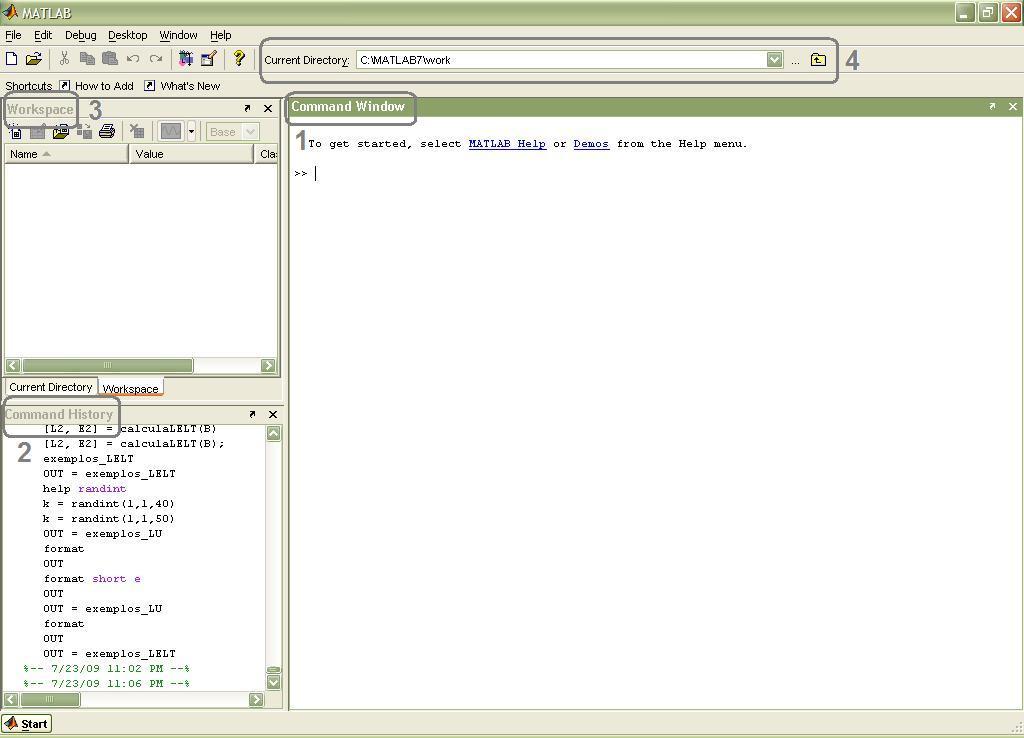 MATLAB
File Edit Debug Desktop Window Help
Current Directory: C:\MATLAB7\work ... 4
Shortcuts How to Add What's New
Workspace 3
Base
Name Value Clas
Command Window
1 To get started, select MATLAB Help or Demos from the Help menu.
>>
Current Directory Workspace
Command History
2
[L2, E2] = calculaLELT(B)
[L2, E2] = calculaLELT(B);
exemplos_LELT
OUT = exemplos_LELT
help randint
k = randint(1,1,40)
k = randint(1,1,50)
OUT = exemplos_LU
format
OUT
format short e
OUT
OUT = exemplos_LU
format
OUT
OUT = exemplos_LELT
%-- 7/23/09 11:02 PM --%
%-- 7/23/09 11:06 PM --%
Start